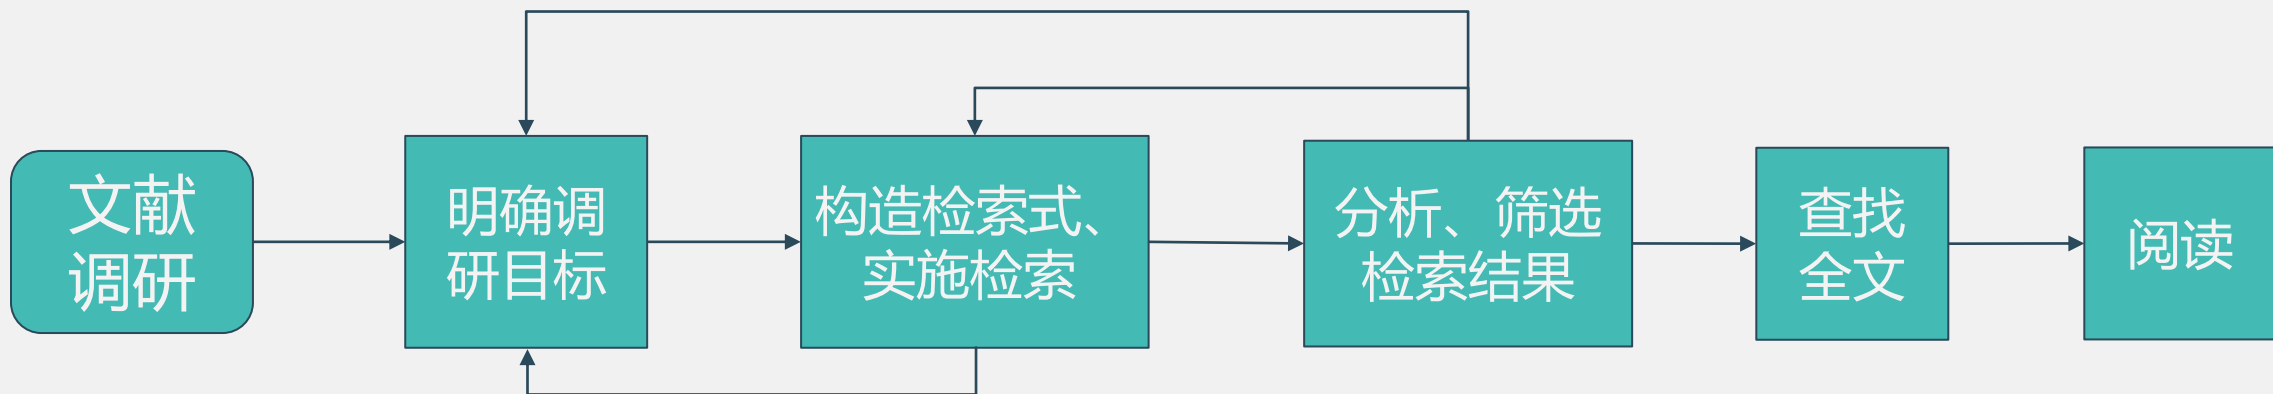 文献
调研
明确调
研目标
构造检索式、
实施检索
分析、筛选
检索结果
查找
全文
阅读